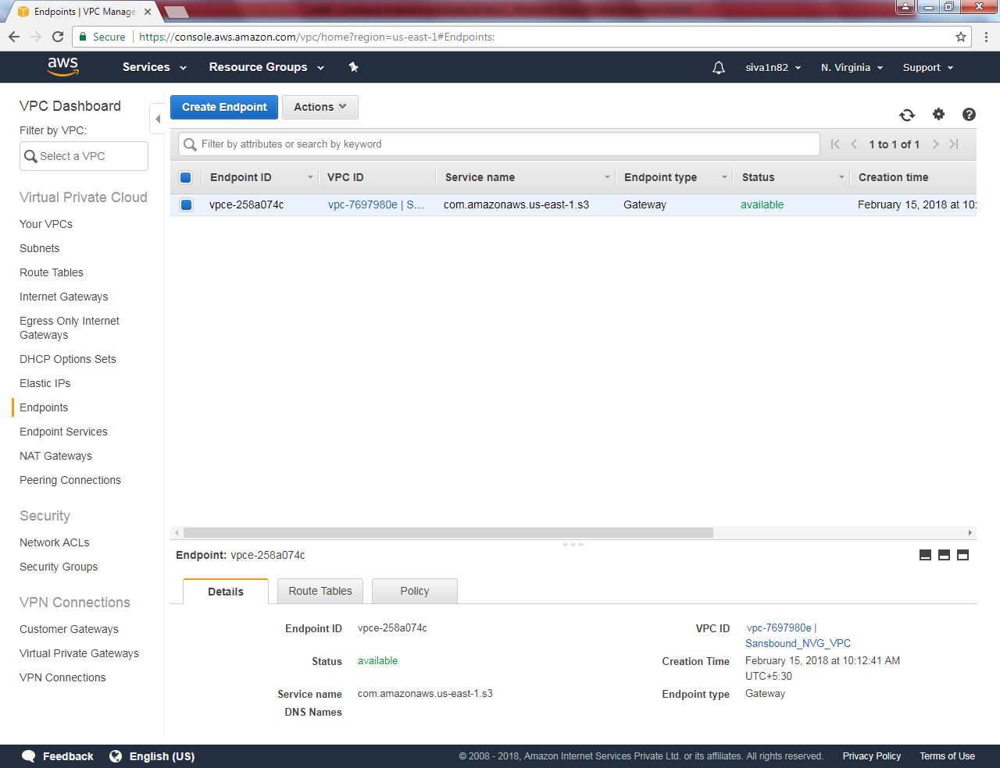 Endpoints | VPC Manage
Secure
https://console.aws.amazon.com/vpc/home?region=us-east-1#Endpoints:
aws
Services
Resource Groups
siva1n82
N. Virginia
Support
VPC Dashboard
Filter by VPC:
Select a VPC
Virtual Private Cloud
Your VPCs
Subnets
Route Tables
Internet Gateways
Egress Only Internet
Gateways
DHCP Options Sets
Elastic IPs
Endpoints
Endpoint Services
NAT Gateways
Peering Connections
Security
Network ACLs
Security Groups
VPN Connections
Customer Gateways
Virtual Private Gateways
VPN Connections
Create Endpoint
Actions
Filter by attributes or search by keyword
1 to 1 of 1
Endpoint ID VPC ID Service name Endpoint type Status Creation time
vpce-258a074c vpc-7697980e | S... com.amazonaws.us-east-1.s3 Gateway available February 15, 2018 at 10:
Endpoint: vpce-258a074c
Details
Route Tables
Policy
Endpoint ID vpce-258a074c
Status available
Service name com.amazonaws.us-east-1.s3
DNS Names
VPC ID vpc-7697980e |
Sansbound_NVG_VPC
Creation Time February 15, 2018 at 10:12:41 AM
UTC+5:30
Endpoint type Gateway
Feedback
English (US)
© 2008 - 2018, Amazon Internet Services Private Ltd. or its affiliates. All rights reserved.
Privacy Policy
Terms of Use